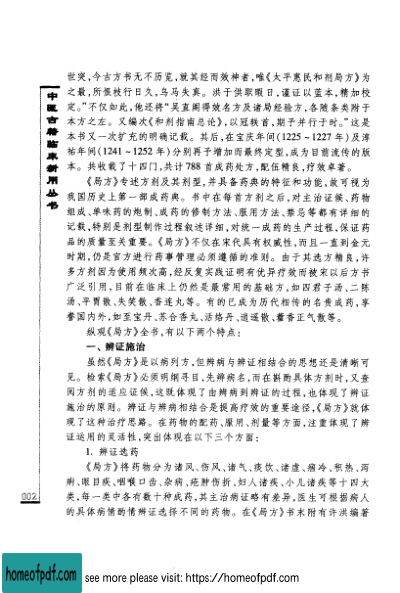 世突,今古方书无不历览,就其经而效神者,唯《太平惠民和剂局方》为
之最,所恨枝行日久,乌马失真。洪于供职暇日,谨证以蓝本,精加校
定。”不仅如此,他还将“吴直阁得效名方及诸局经验方,各随条类附于
本方之左。又编次《和剂指南总论》,以冠秩首,期于并行于时。”这是
本书又一次扩充的明确记载。其后,在宝庆年间(1225～1227年)及淳
祐年间(1241～1252年)分别再予增加而最终定型,成为目前流传的版
本。共收载了十四门,共计788首成药处方,配伍精良,疗效卓著。
《局方》专述方剂及其剂型,并具备药典的特征和功能,故可视为
我国历史上第一部成药典。书中在每首方剂之后,对主治证候、药物
组成、单味药的炮制、成药的修制方法、服用方法、禁忌等都有详细的
记载,特别是剂型制作过程叙述详细,对统一成药的生产过程,保证药
品的质量至关重要。《局方》不仅在宋代具有权威性,而且一直到金元
时期,仍是官方进行药事管理必须遵循的准则。由于其选方精良,许
多方剂因为使用频次高,经反复实践证明有优异疗效而被宋以后方书
广泛引用,目前在临床上仍然是最常用的基础方,如四君子汤、二陈
汤、平胃散、失笑散、香连丸等。有的已成为历代相传的名贵成药,享
誉国内外,如至宝丹、苏合香丸、活络丹、逍遥散、藿香正气散等。
纵观《局方》全书,有以下两个特点:
一、辨证施治
虽然《局方》是以病列方,但辨病与辨证相结合的思想还是清晰可
见。检索《局方》必须明纲寻目,先辨病名,而在斟酌具体方剂时,又查
阅方剂的适应证候,这既体现了由辨病到辨证的过程,也体现了辨证
施治的原则。辨证与辨病相结合是提高疗效的重要途径,《局方》就体
现了这种治疗思路。在药物的配药、服用、剂量等方面,注重体现了辨
证运用的灵活性,突出体现在以下三个方面:
1. 辨证选药
《局方》将药物分为诸风、伤风、诸气、痰饮、诸虚、痼冷、积热、泻
痢、眼目疾、咽喉口齿、杂病、疮肿伤折、妇人诸疾、小儿诸疾等十四大
类,每一类中各有数十种成药,其主治病证略有差异,医生可根据病人
的具体病情酌情辨证选择不同的药物。在《局方》书末附有许洪编著
中医古籍临床新用丛书
002
homeofpdf.com
see more please visit: https://homeofpdf.com